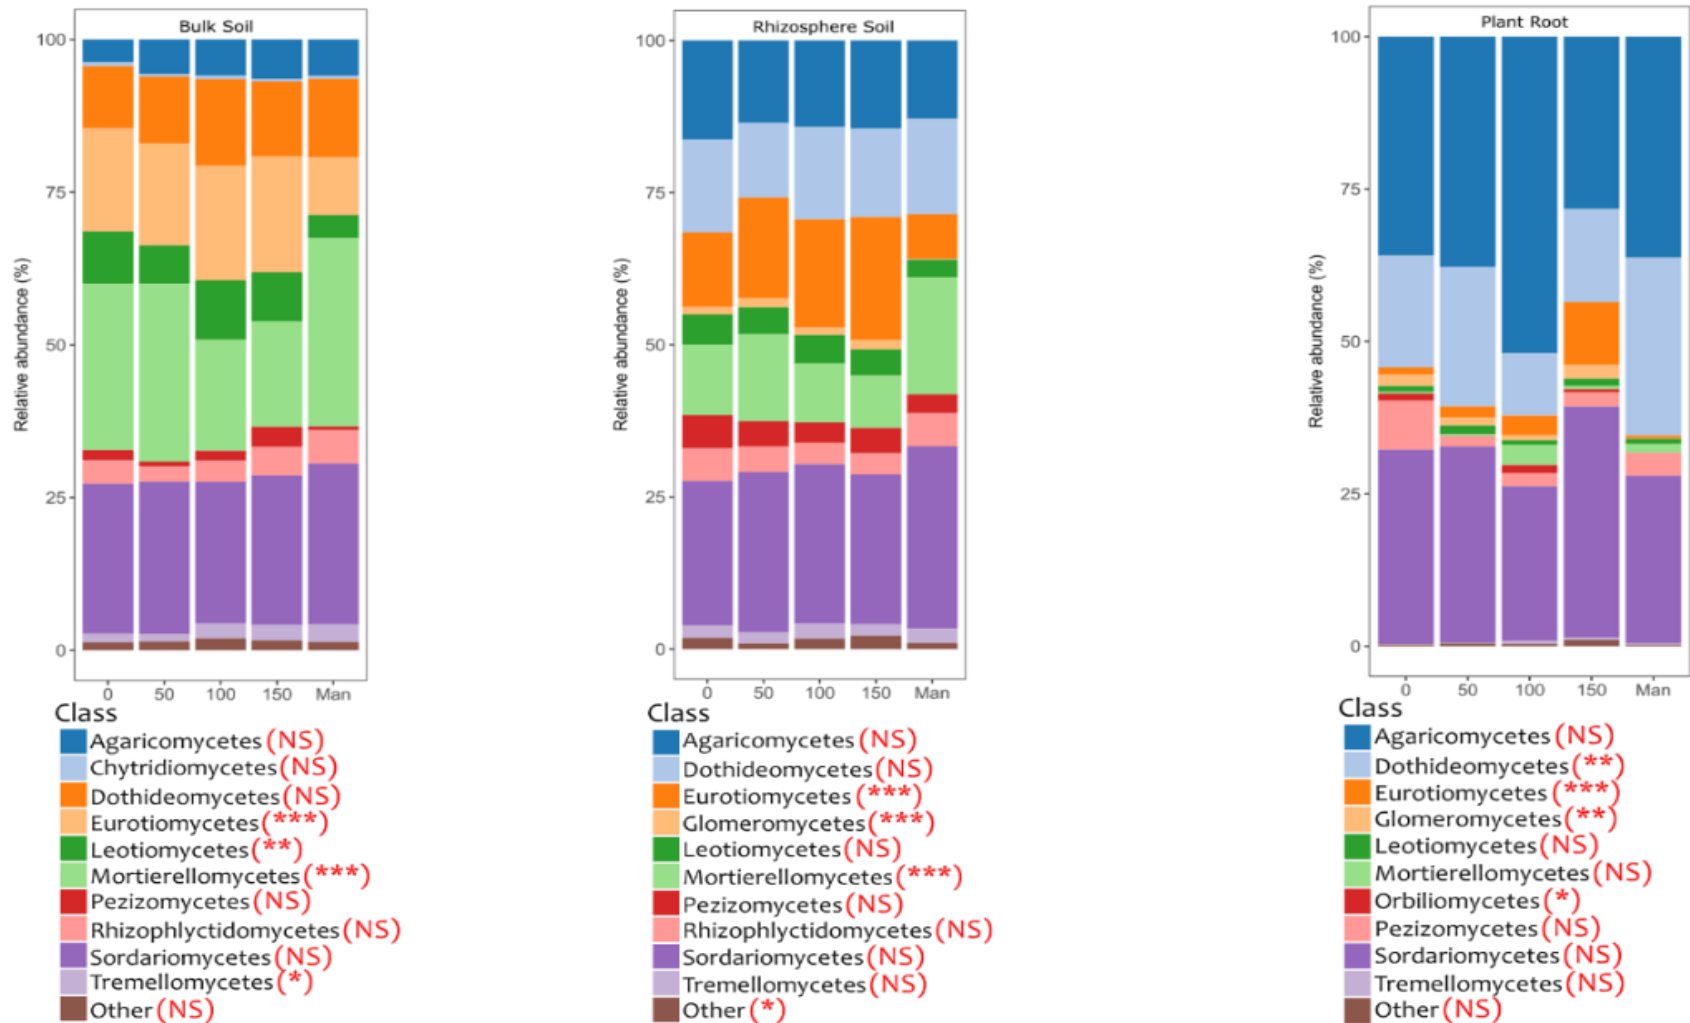 Bulk Soil
Relative abundance (%)
100
75
50
25
0
0 50 100 150 Man
Class
Agaricomycetes (NS)
Chytridiomycetes (NS)
Dothideomycetes (NS)
Eurotiomycetes (***)
Leotiomycetes (**)
Mortierellomycetes (***)
Pezizomycetes (NS)
Rhizophlyctidomycetes (NS)
Sordariomycetes (NS)
Tremellomycetes (*)
Other (NS)
Rhizosphere Soil
Relative abundance (%)
100
75
50
25
0
0 50 100 150 Man
Class
Agaricomycetes (NS)
Dothideomycetes (NS)
Eurotiomycetes (***)
Glomeromycetes (***)
Leotiomycetes (NS)
Mortierellomycetes (***)
Pezizomycetes (NS)
Rhizophlyctidomycetes (NS)
Sordariomycetes (NS)
Tremellomycetes (NS)
Other (*)
Plant Root
Relative abundance (%)
100
75
50
25
0
0 50 100 150 Man
Class
Agaricomycetes (NS)
Dothideomycetes (**)
Eurotiomycetes (***)
Glomeromycetes (**)
Leotiomycetes (NS)
Mortierellomycetes (NS)
Orbiliomycetes (*)
Pezizomycetes (NS)
Sordariomycetes (NS)
Tremellomycetes (NS)
Other (NS)